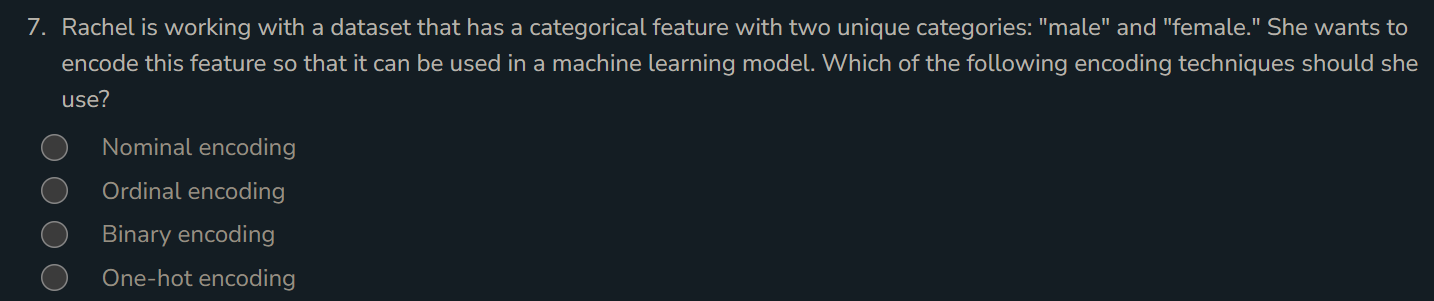 7. Rachel is working with a dataset that has a categorical feature with two unique categories: "male" and "female." She wants to
encode this feature so that it can be used in a machine learning model. Which of the following encoding techniques should she
use?
Nominal encoding
Ordinal encoding
Binary encoding
One-hot encoding